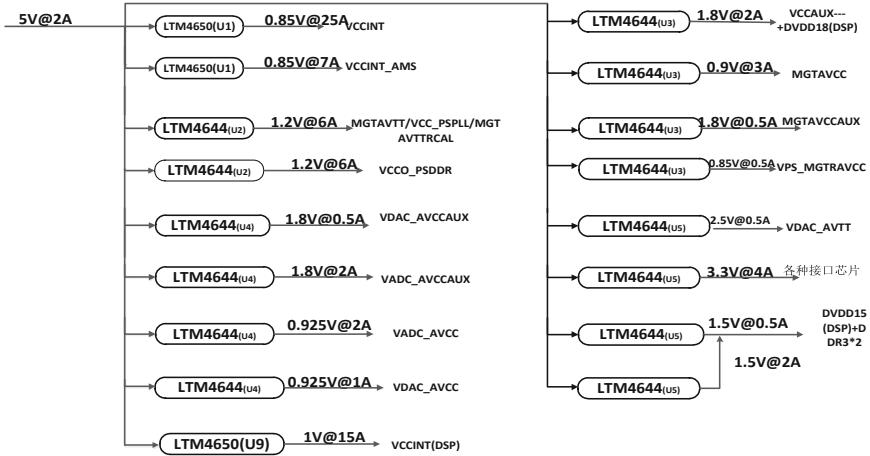 5V@2A
LTM4650(U1)
0.85V@25A
VCCINT
LTM4650(U1)
0.85V@7A
VCCINT_AMS
LTM4644(U2)
1.2V@6A
MGTAVTT/VCC_PSPLL/MGT
AVTTRCAL
LTM4644(U2)
1.2V@6A
VCCO_PSDDR
LTM4644(U4)
1.8V@0.5A
VDAC_AVCCAUX
LTM4644(U4)
1.8V@2A
VADC_AVCCAUX
LTM4644(U4)
0.925V@2A
VADC_AVCC
LTM4644(U4)
0.925V@1A
VDAC_AVCC
LTM4650(U9)
1V@15A
VCCINT(DSP)
LTM4644(U3)
1.8V@2A
VCCAUX---
+DVDD18(DSP)
LTM4644(U3)
0.9V@3A
MGTAVCC
LTM4644(U3)
1.8V@0.5A
MGTAVCCAUX
LTM4644(U3)
0.85V@0.5A
VPS_MGTRAVCC
LTM4644(U5)
2.5V@0.5A
VDAC_AVTT
LTM4644(U5)
3.3V@4A
各种接口芯片
LTM4644(U5)
1.5V@0.5A
DVDD15
(DSP)+D
DR3*2
1.5V@2A
LTM4644(U5)